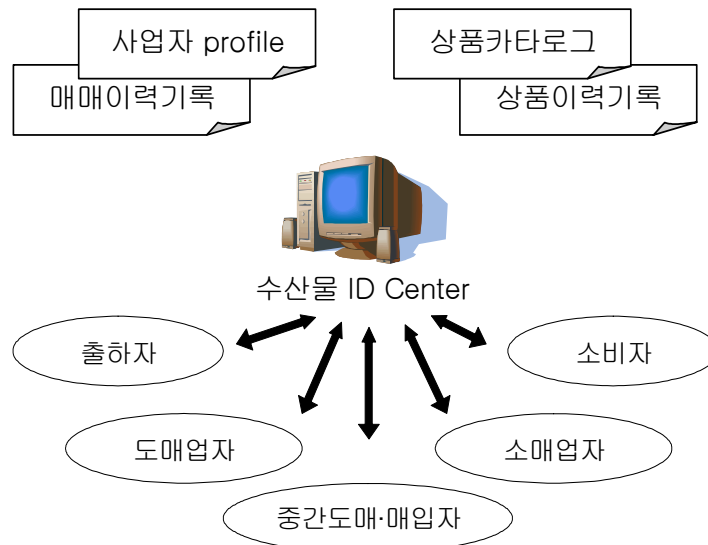 사업자 profile
상품카타로그
매매이력기록
상품이력기록
수산물 ID Center
출하자
소비자
도매업자
소매업자
중간도매·매입자